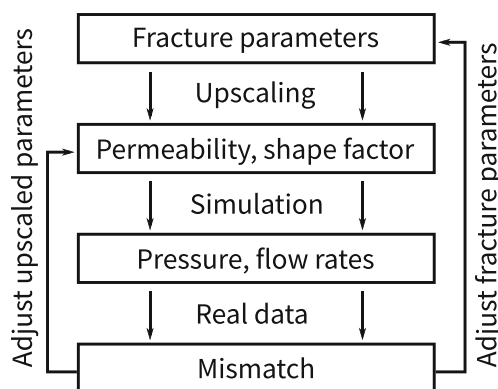 Fracture parameters
Upscaling
Permeability, shape factor
Simulation
Pressure, flow rates
Real data
Mismatch
Adjust upscaled parameters
Adjust fracture parameters